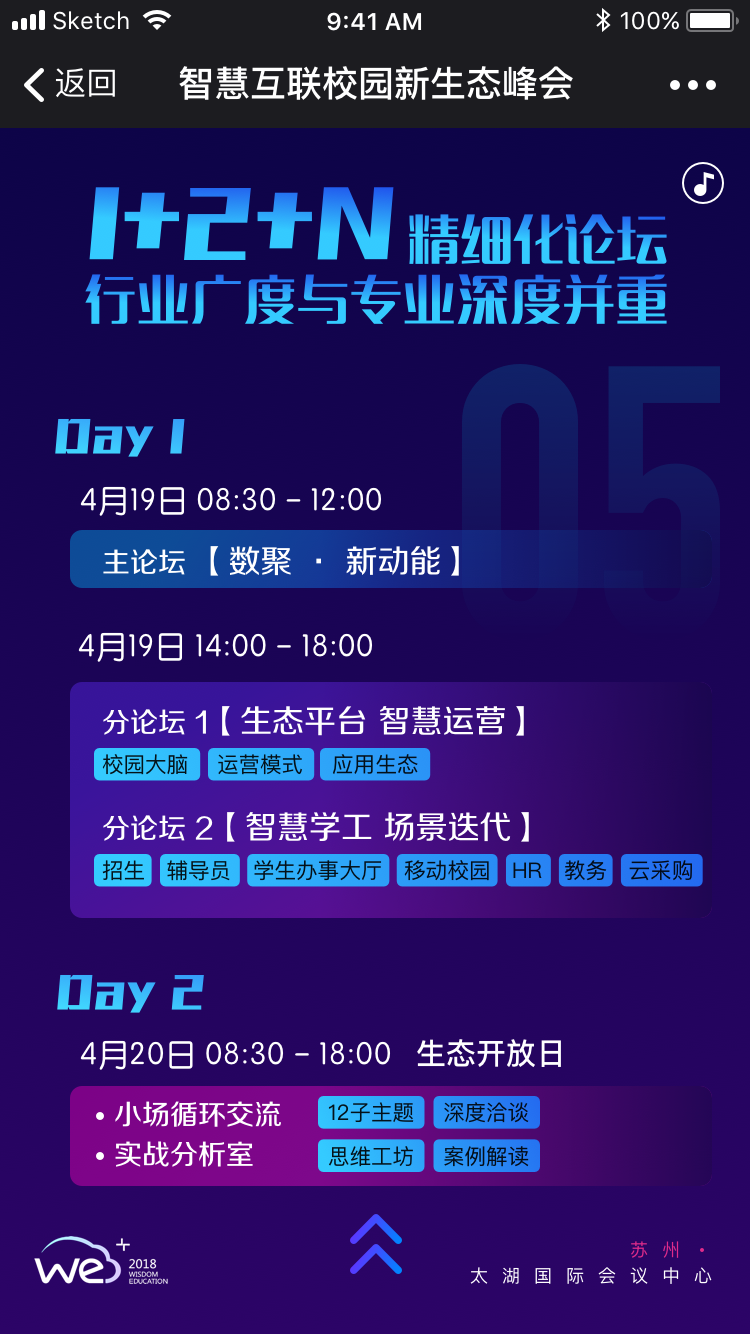 Sketch 9:41 AM 100%
返回 智慧互联校园新生态峰会
1+2+N 精细化论坛
行业广度与专业深度并重
05
Day 1
4月19日 08:30 – 12:00
主论坛 【 数聚 · 新动能 】
4月19日 14:00 – 18:00
分论坛 1【 生态平台 智慧运营 】
校园大脑 运营模式 应用生态
分论坛 2【 智慧学工 场景迭代 】
招生 辅导员 学生办事大厅 移动校园 HR 教务 云采购
Day 2
4月20日 08:30 – 18:00 生态开放日
• 小场循环交流 12子主题 深度洽谈
• 实战分析室 思维工坊 案例解读
we+ 2018
WISDOM
EDUCATION
苏州·
太湖国际会议中心